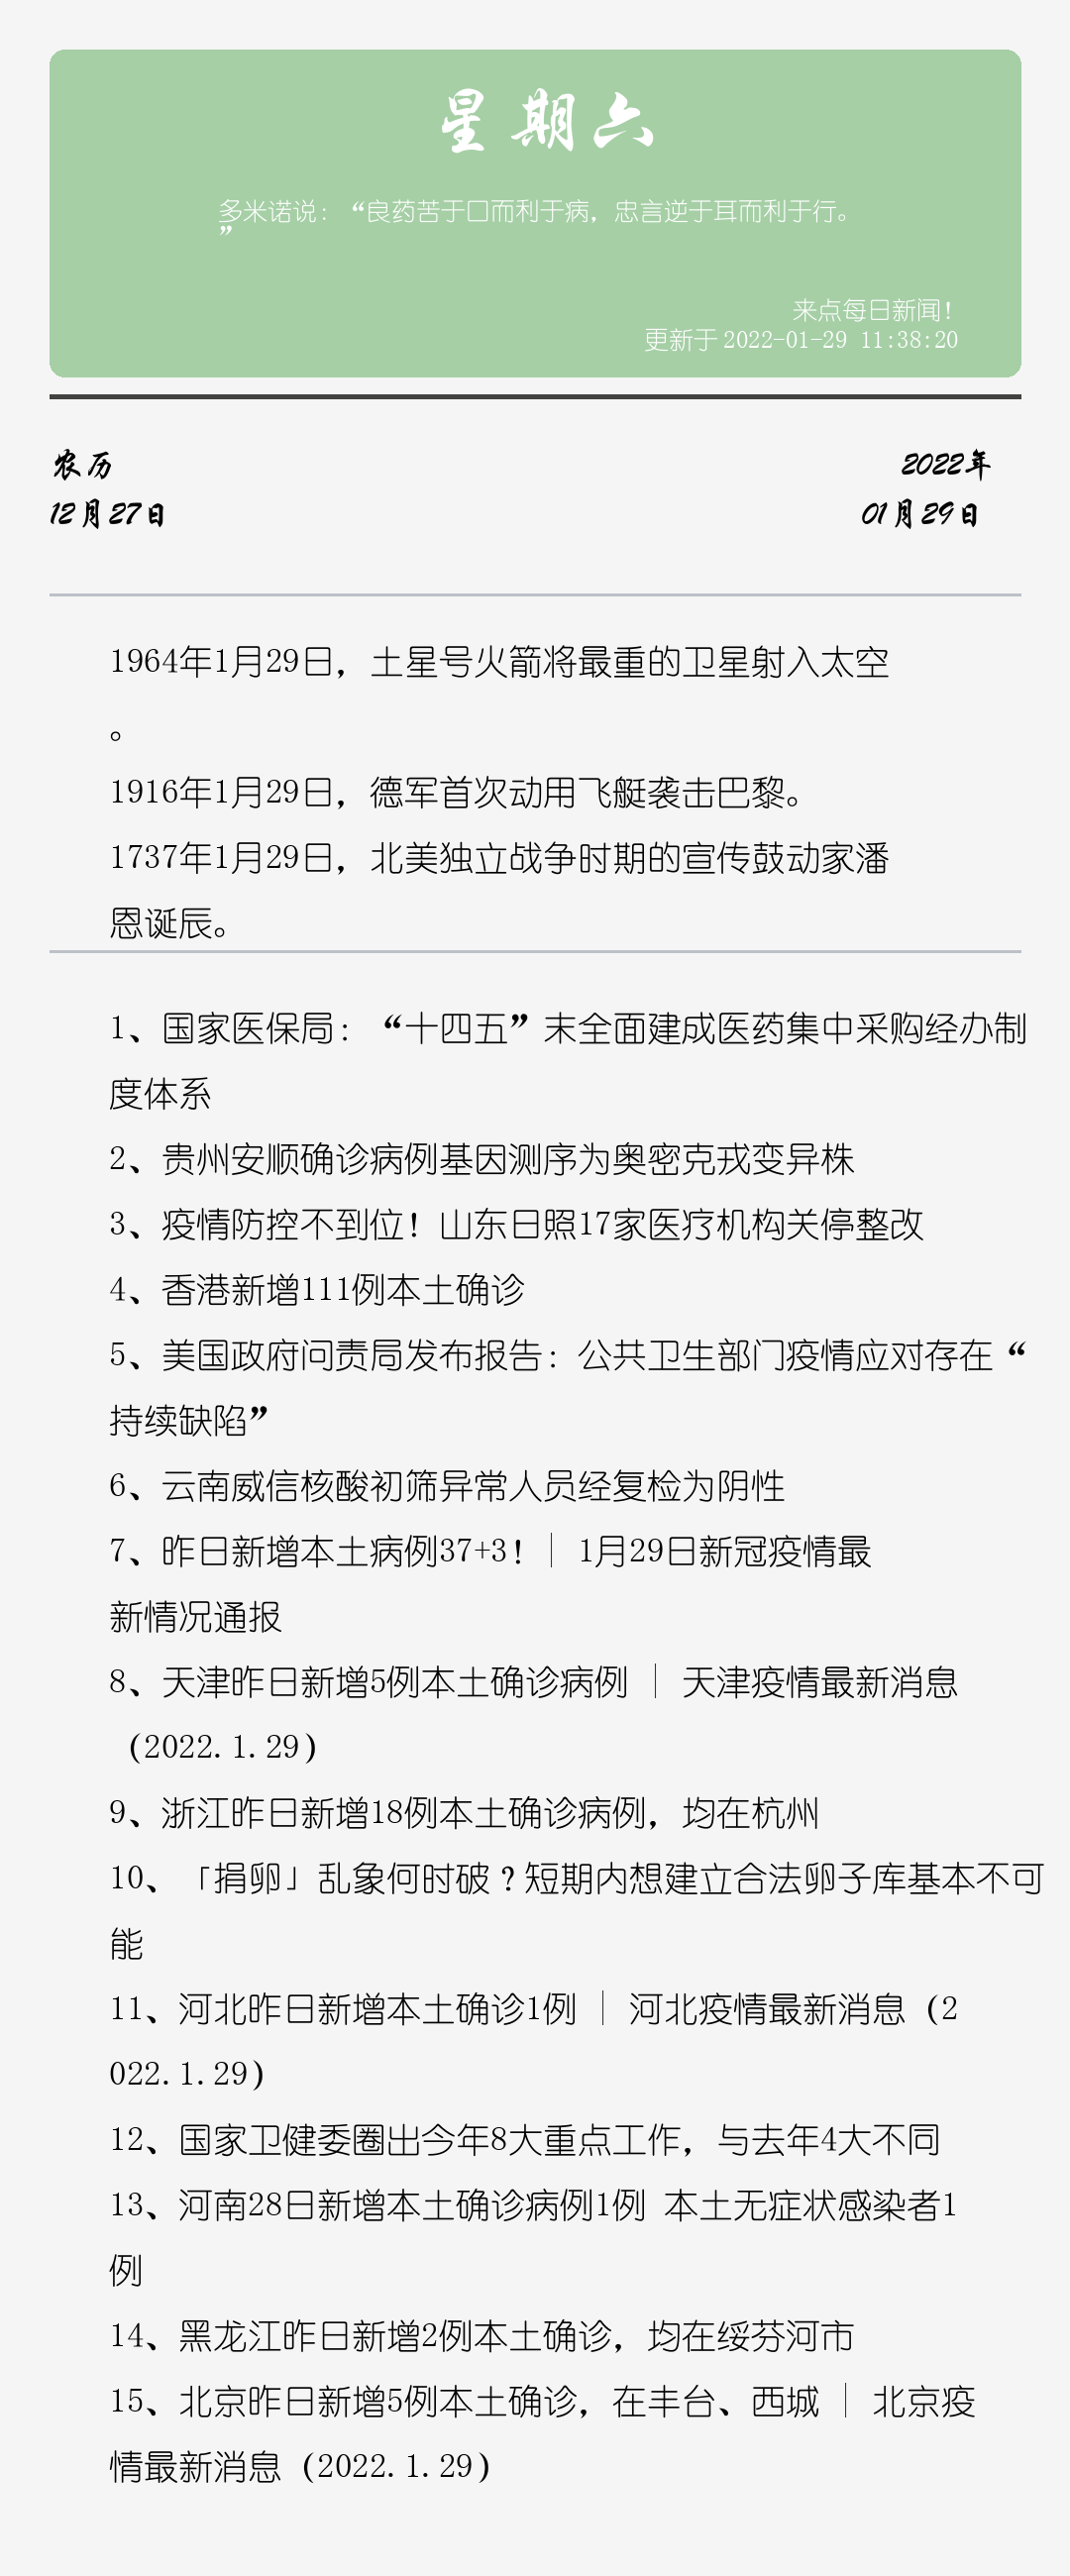 星期六
多米诺说：“良药苦于口而利于病，忠言逆于耳而利于行。
”
来点每日新闻！
更新于 2022-01-29 11:38:20
农历
2022年
12月27日
01月29日
1964年1月29日，土星号火箭将最重的卫星射入太空
。
1916年1月29日，德军首次动用飞艇袭击巴黎。
1737年1月29日，北美独立战争时期的宣传鼓动家潘
恩诞辰。
1、国家医保局：“十四五”末全面建成医药集中采购经办制
度体系
2、贵州安顺确诊病例基因测序为奥密克戎变异株
3、疫情防控不到位！山东日照17家医疗机构关停整改
4、香港新增111例本土确诊
5、美国政府问责局发布报告：公共卫生部门疫情应对存在“
持续缺陷”
6、云南威信核酸初筛异常人员经复检为阴性
7、昨日新增本土病例37+3！｜ 1月29日新冠疫情最
新情况通报
8、天津昨日新增5例本土确诊病例 ｜ 天津疫情最新消息
（2022.1.29）
9、浙江昨日新增18例本土确诊病例，均在杭州
10、「捐卵」乱象何时破？短期内想建立合法卵子库基本不可
能
11、河北昨日新增本土确诊1例 ｜ 河北疫情最新消息（2
022.1.29）
12、国家卫健委圈出今年8大重点工作，与去年4大不同
13、河南28日新增本土确诊病例1例 本土无症状感染者1
例
14、黑龙江昨日新增2例本土确诊，均在绥芬河市
15、北京昨日新增5例本土确诊，在丰台、西城 ｜ 北京疫
情最新消息（2022.1.29）